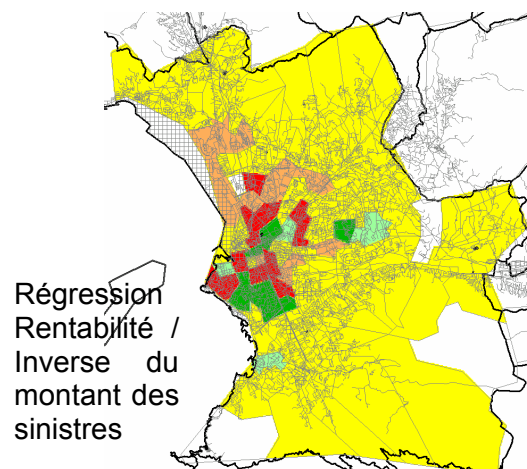 Régression
Rentabilité /
Inverse du
montant des
sinistres